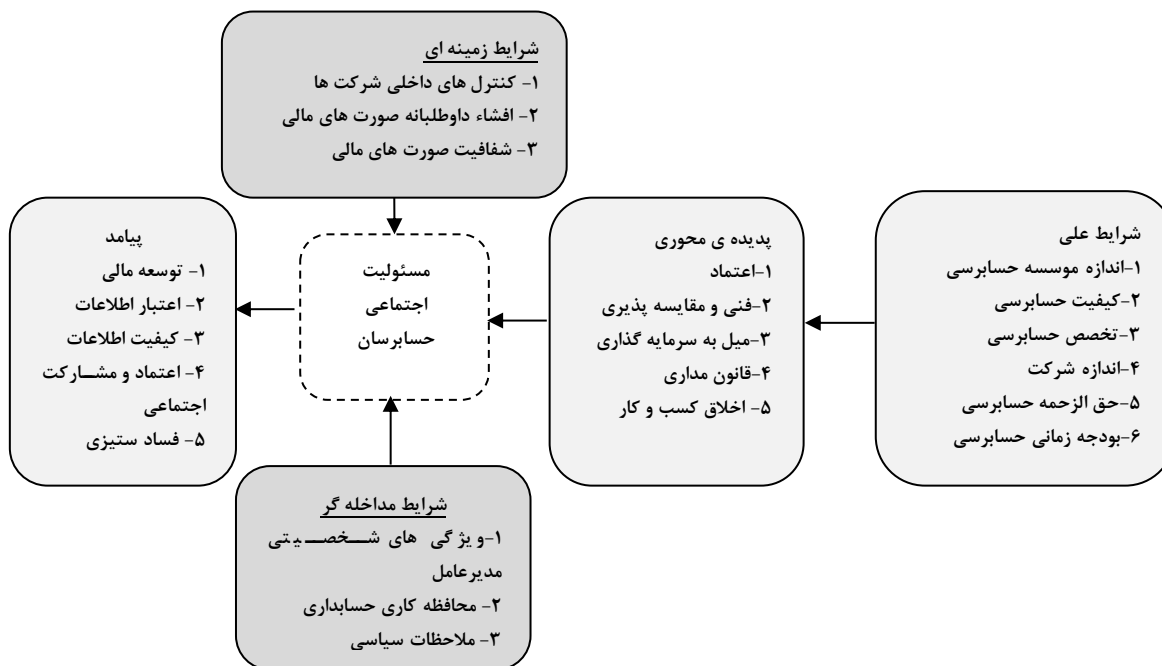 شرایط زمینه ای
۱- کنترل های داخلی شرکت ها
۲- افشاء داوطلبانه صورت های مالی
۳- شفافیت صورت های مالی
شرایط علی
۱-اندازه موسسه حسابرسی
۲-کیفیت حسابرسی
۳-تخصص حسابرسی
۴-اندازه شرکت
۵-حق الزحمه حسابرسی
۶-بودجه زمانی حسابرسی
پدیده ی محوری
۱-اعتماد
۲-فنی و مقایسه پذیری
۳-میل به سرمایه گذاری
۴-قانون مداری
۵- اخلاق کسب و کار
مسئولیت
اجتماعی
حسابرسان
پیامد
۱- توسعه مالی
۲- اعتبار اطلاعات
۳- کیفیت اطلاعات
۴- اعتماد و مشارکت
اجتماعی
۵- فساد ستیزی
شرایط مداخله گر
۱-ویژگی های شخصیتی
مدیرعامل
۲- محافظه کاری حسابداری
۳- ملاحظات سیاسی